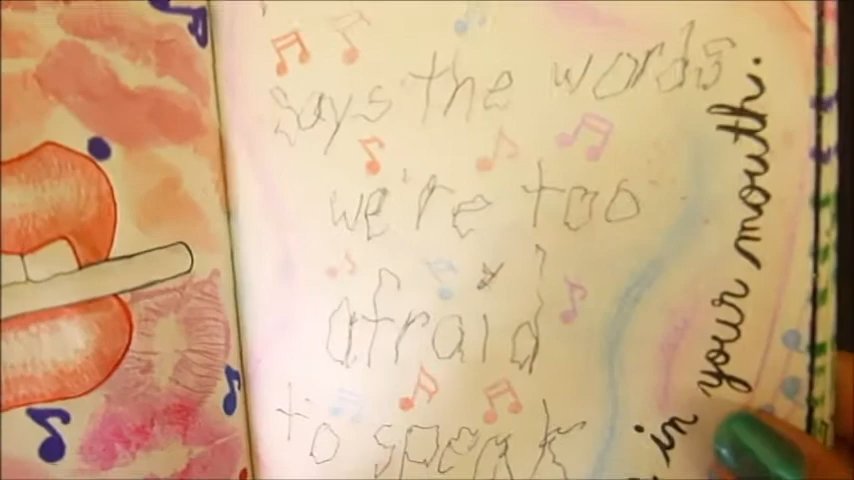 says the words
we're too
afraid
to speak
in your mouth.